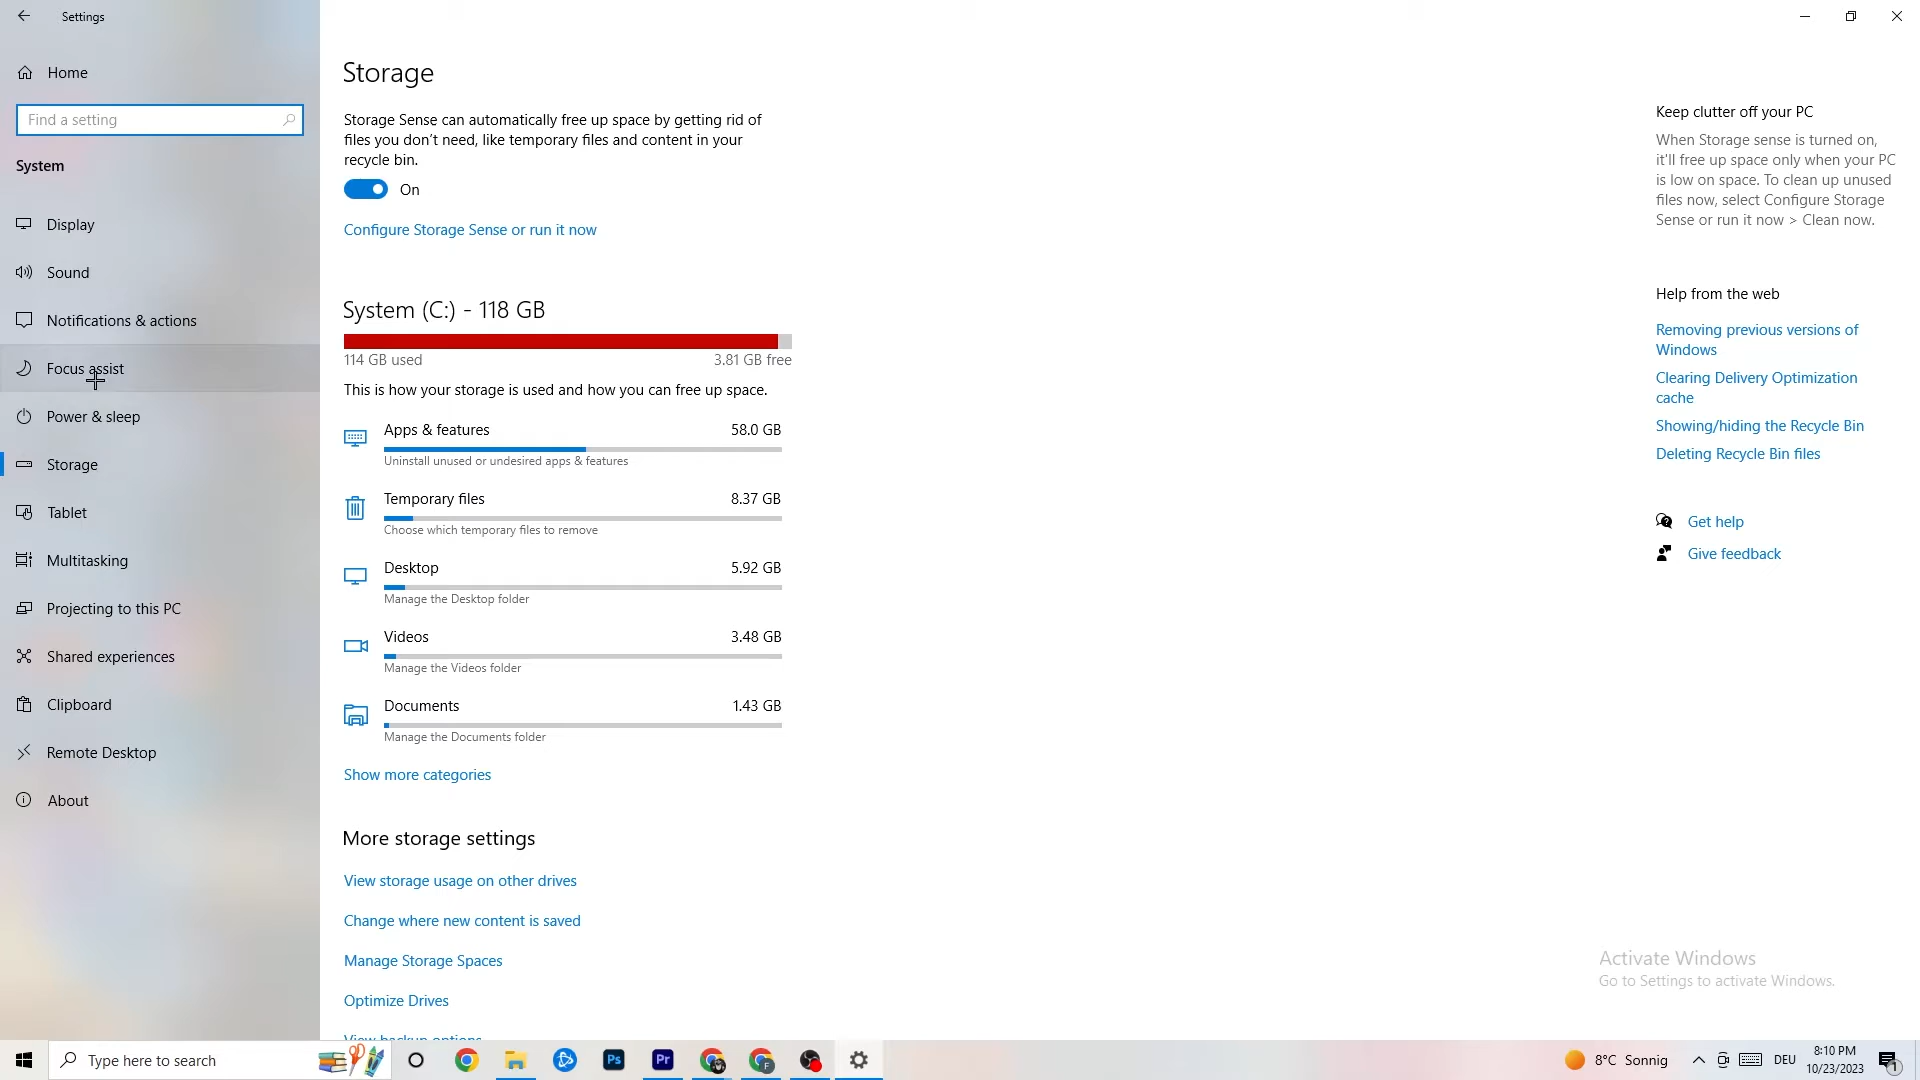 Settings
Home
Find a setting
System
Display
Sound
Notifications & actions
Focus assist
Power & sleep
Storage
Tablet
Multitasking
Projecting to this PC
Shared experiences
Clipboard
Remote Desktop
About
Storage
Storage Sense can automatically free up space by getting rid of
files you don't need, like temporary files and content in your
recycle bin.
On
Configure Storage Sense or run it now
System (C:) - 118 GB
114 GB used
3.81 GB free
This is how your storage is used and how you can free up space.
Apps & features
58.0 GB
Uninstall unused or undesired apps & features
Temporary files
8.37 GB
Choose which temporary files to remove
Desktop
5.92 GB
Manage the Desktop folder
Videos
3.48 GB
Manage the Videos folder
Documents
1.43 GB
Manage the Documents folder
Show more categories
More storage settings
View storage usage on other drives
Change where new content is saved
Manage Storage Spaces
Optimize Drives
View backup options
Keep clutter off your PC
When Storage sense is turned on,
it'll free up space only when your PC
is low on space. To clean up unused
files now, select Configure Storage
Sense or run it now > Clean now.
Help from the web
Removing previous versions of
Windows
Clearing Delivery Optimization
cache
Showing/hiding the Recycle Bin
Deleting Recycle Bin files
Get help
Give feedback
Activate Windows
Go to Settings to activate Windows.
Type here to search
Ps
Pr
F
8°C Sonnig
DEU
8:10 PM
10/23/2023
1